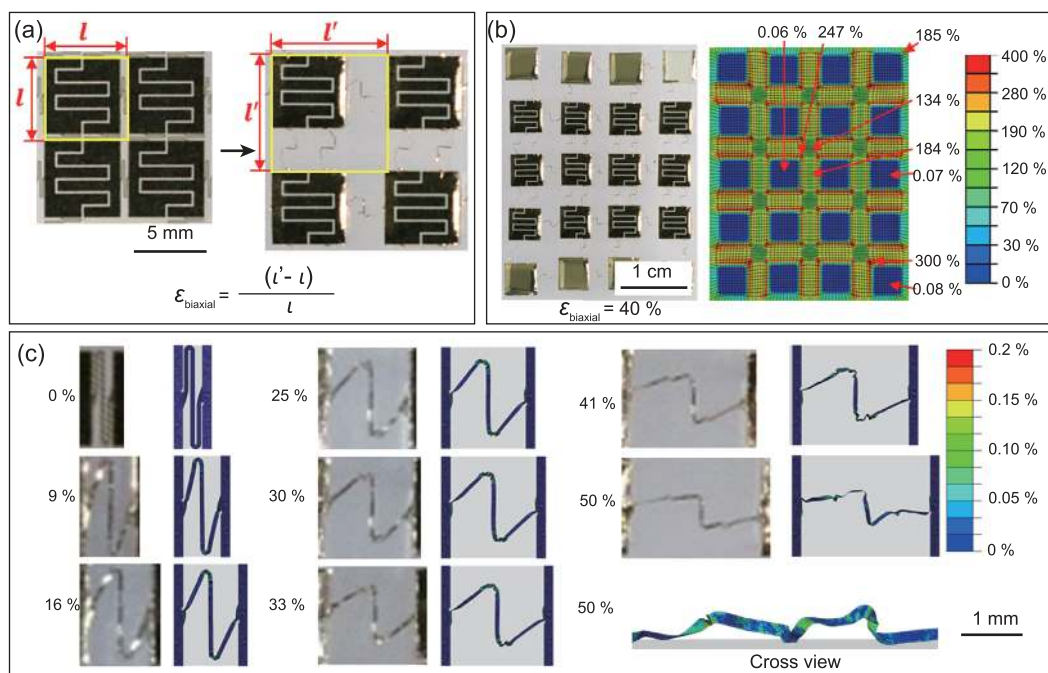 (a)
l
l'
l
l'
5 mm
ε biaxial = (ι' - ι)
ι
(b)
0.06 % 247 %
185 %
134 %
184 %
0.07 %
300 %
0.08 %
400 %
280 %
190 %
120 %
70 %
30 %
0 %
1 cm
ε biaxial = 40 %
(c)
0 %
9 %
16 %
25 %
30 %
33 %
41 %
50 %
50 %
0.2 %
0.15 %
0.10 %
0.05 %
0 %
1 mm
Cross view